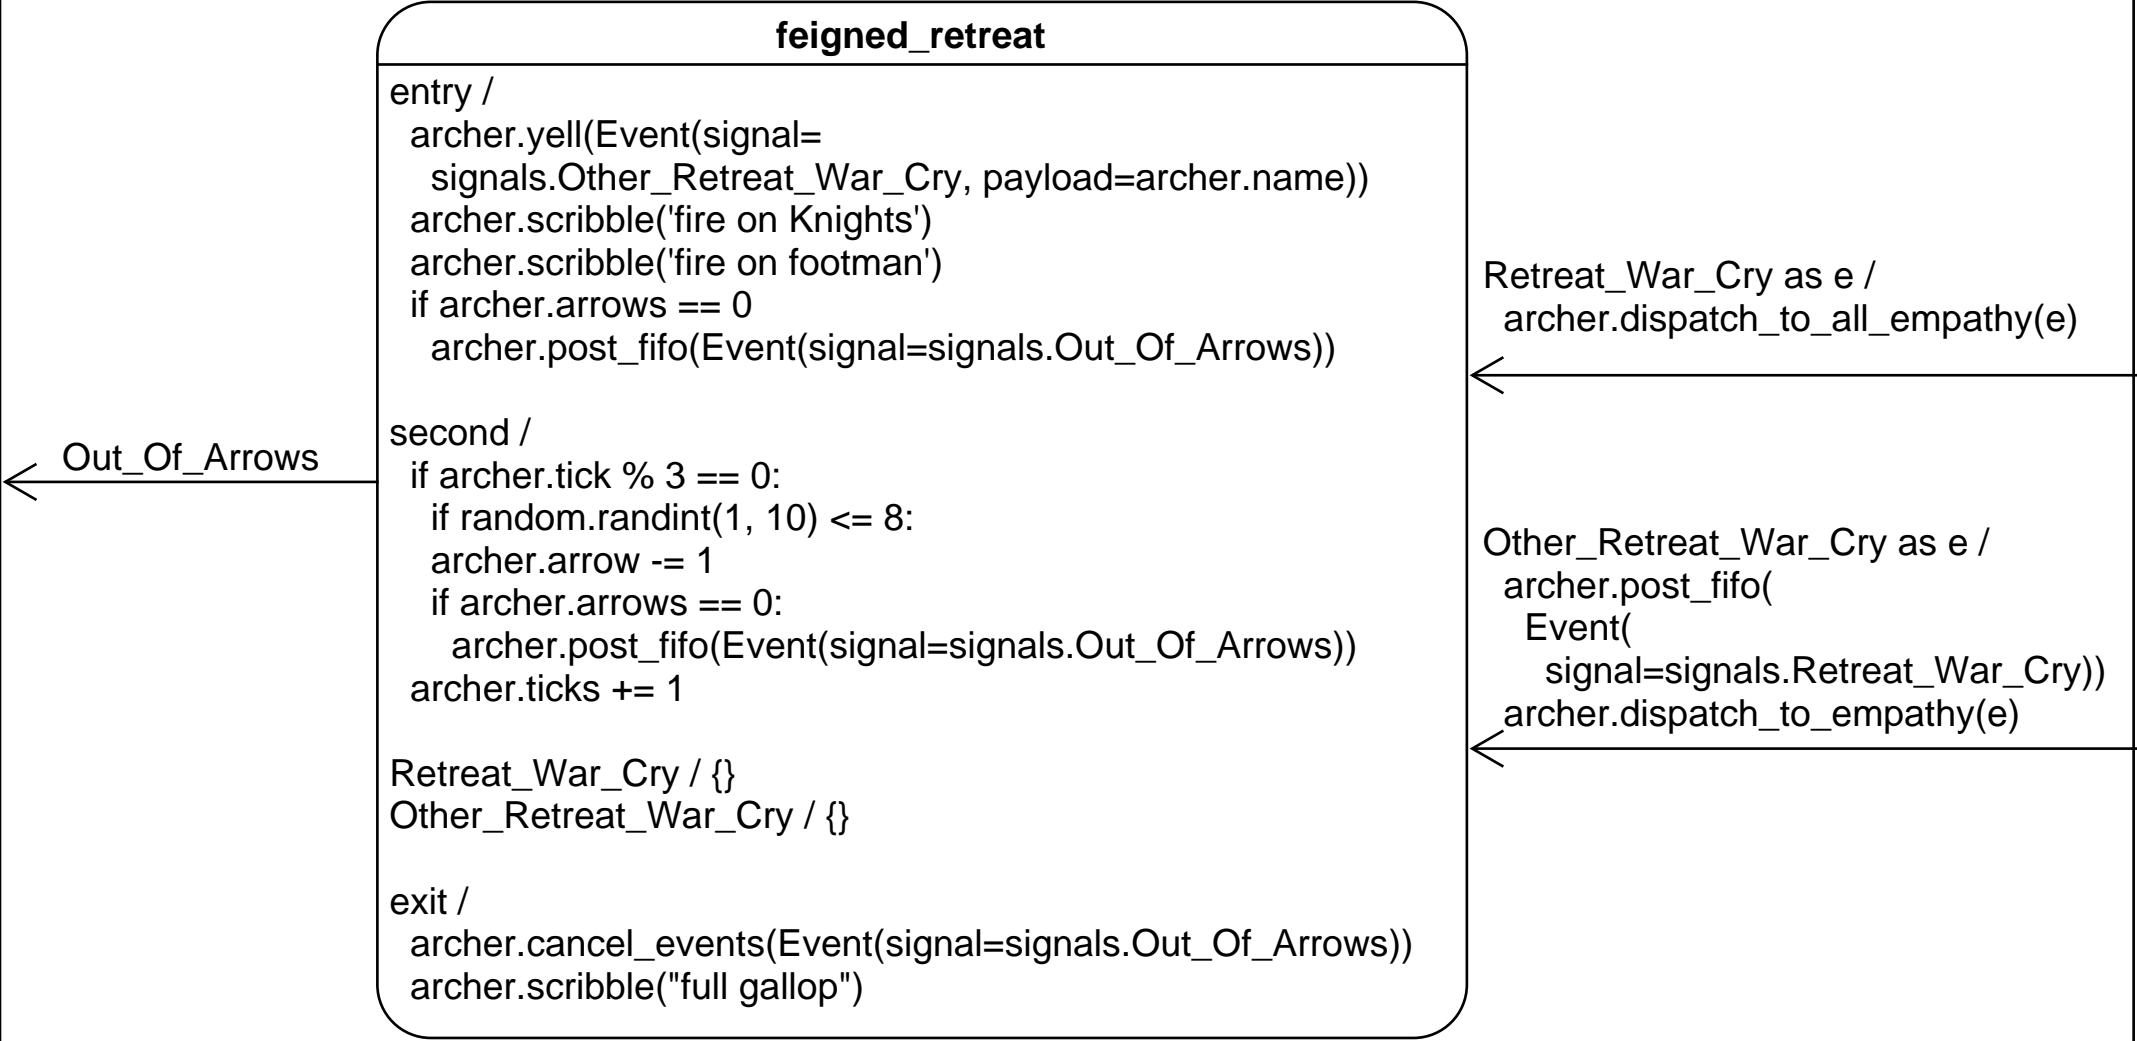 feigned_retreat
entry /
archer.yell(Event(signal=
signals.Other_Retreat_War_Cry, payload=archer.name))
archer.scribble('fire on Knights')
archer.scribble('fire on footman')
if archer.arrows == 0
archer.post_fifo(Event(signal=signals.Out_Of_Arrows))
second /
if archer.tick % 3 == 0:
if random.randint(1, 10) <= 8:
archer.arrow -= 1
if archer.arrows == 0:
archer.post_fifo(Event(signal=signals.Out_Of_Arrows))
archer.ticks += 1
Retreat_War_Cry / {}
Other_Retreat_War_Cry / {}
exit /
archer.cancel_events(Event(signal=signals.Out_Of_Arrows))
archer.scribble("full gallop")
Out_Of_Arrows
Retreat_War_Cry as e /
archer.dispatch_to_all_empathy(e)
Other_Retreat_War_Cry as e /
archer.post_fifo(
Event(
signal=signals.Retreat_War_Cry))
archer.dispatch_to_empathy(e)